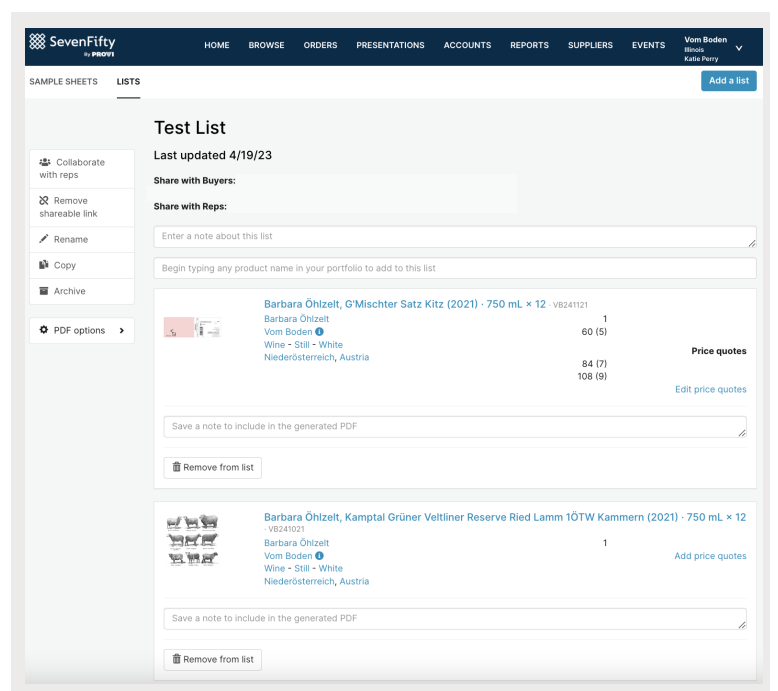 SevenFifty
By PROVI
HOME BROWSE ORDERS PRESENTATIONS ACCOUNTS REPORTS SUPPLIERS EVENTS
Vom Boden
Illinois
Katie Perry
SAMPLE SHEETS LISTS
Add a list
Test List
Last updated 4/19/23
Share with Buyers:
Share with Reps:
Collaborate
with reps
Remove
shareable link
Rename
Copy
Archive
PDF options
Enter a note about this list
Begin typing any product name in your portfolio to add to this list
Barbara Öhlzelt, G'Mischter Satz Kitz (2021) · 750 mL × 12 · VB241121
Barbara Öhlzelt 1
Vom Boden 60 (5)
Wine - Still - White
Price quotes
Niederösterreich, Austria
84 (7)
108 (9)
Edit price quotes
Save a note to include in the generated PDF
Remove from list
Barbara Öhlzelt, Kamptal Grüner Veltliner Reserve Ried Lamm 1ÖTW Kammern (2021) · 750 mL × 12
· VB241021
Barbara Öhlzelt 1
Vom Boden
Add price quotes
Wine - Still - White
Niederösterreich, Austria
Save a note to include in the generated PDF
Remove from list